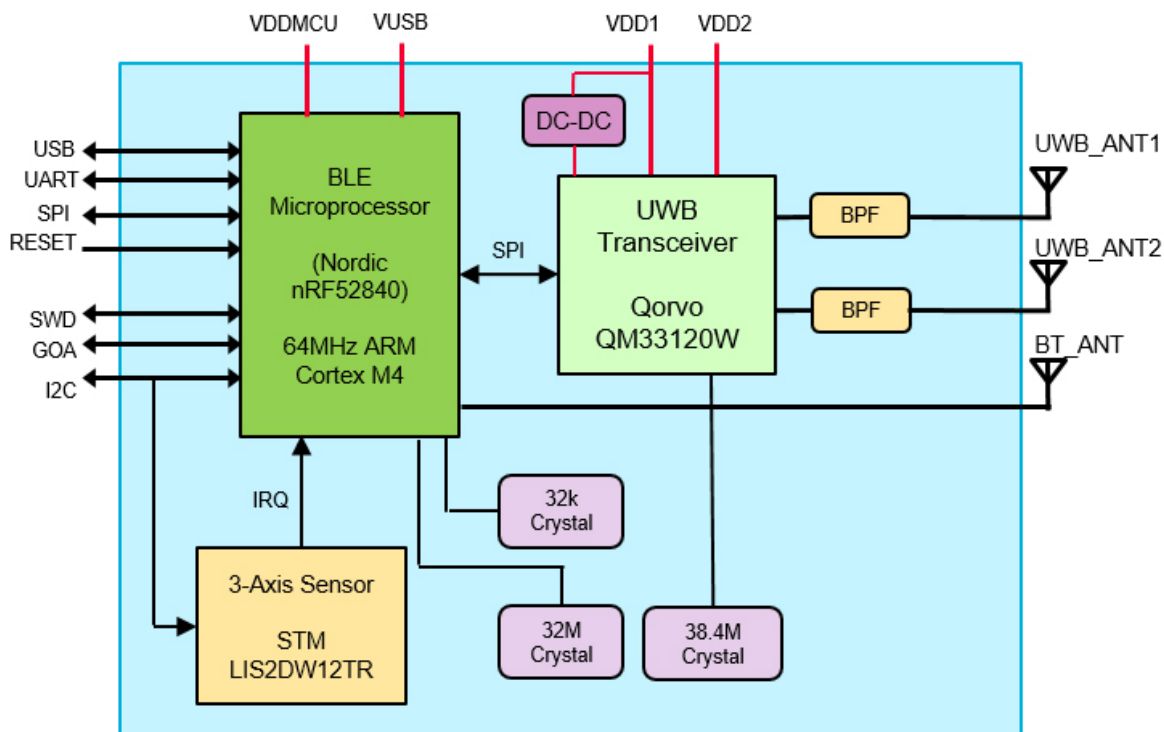 VDDMCU
VUSB
VDD1
VDD2
DC-DC
USB
UART
SPI
RESET
SWD
GOA
I2C
BLE
Microprocessor
(Nordic
nRF52840)
64MHz ARM
Cortex M4
SPI
UWB
Transceiver
Qorvo
QM33120W
BPF
BPF
UWB_ANT1
UWB_ANT2
BT_ANT
IRQ
32k
Crystal
3-Axis Sensor
STM
LIS2DW12TR
32M
Crystal
38.4M
Crystal